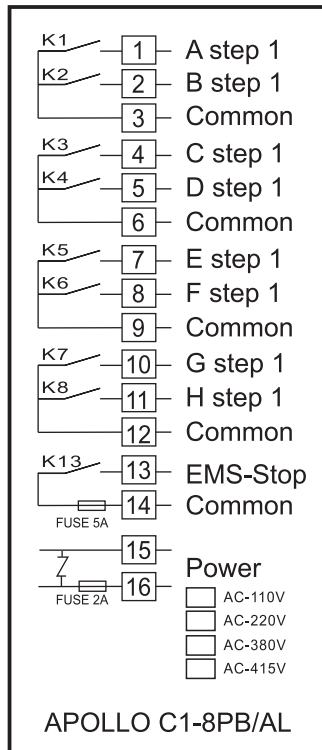 K1 1 A step 1
K2 2 B step 1
3 Common
K3 4 C step 1
K4 5 D step 1
6 Common
K5 7 E step 1
K6 8 F step 1
9 Common
K7 10 G step 1
K8 11 H step 1
12 Common
K13 13 EMS-Stop
14 Common
FUSE 5A
15
Power
16
FUSE 2A
AC-110V
AC-220V
AC-380V
AC-415V
APOLLO C1-8PB/AL